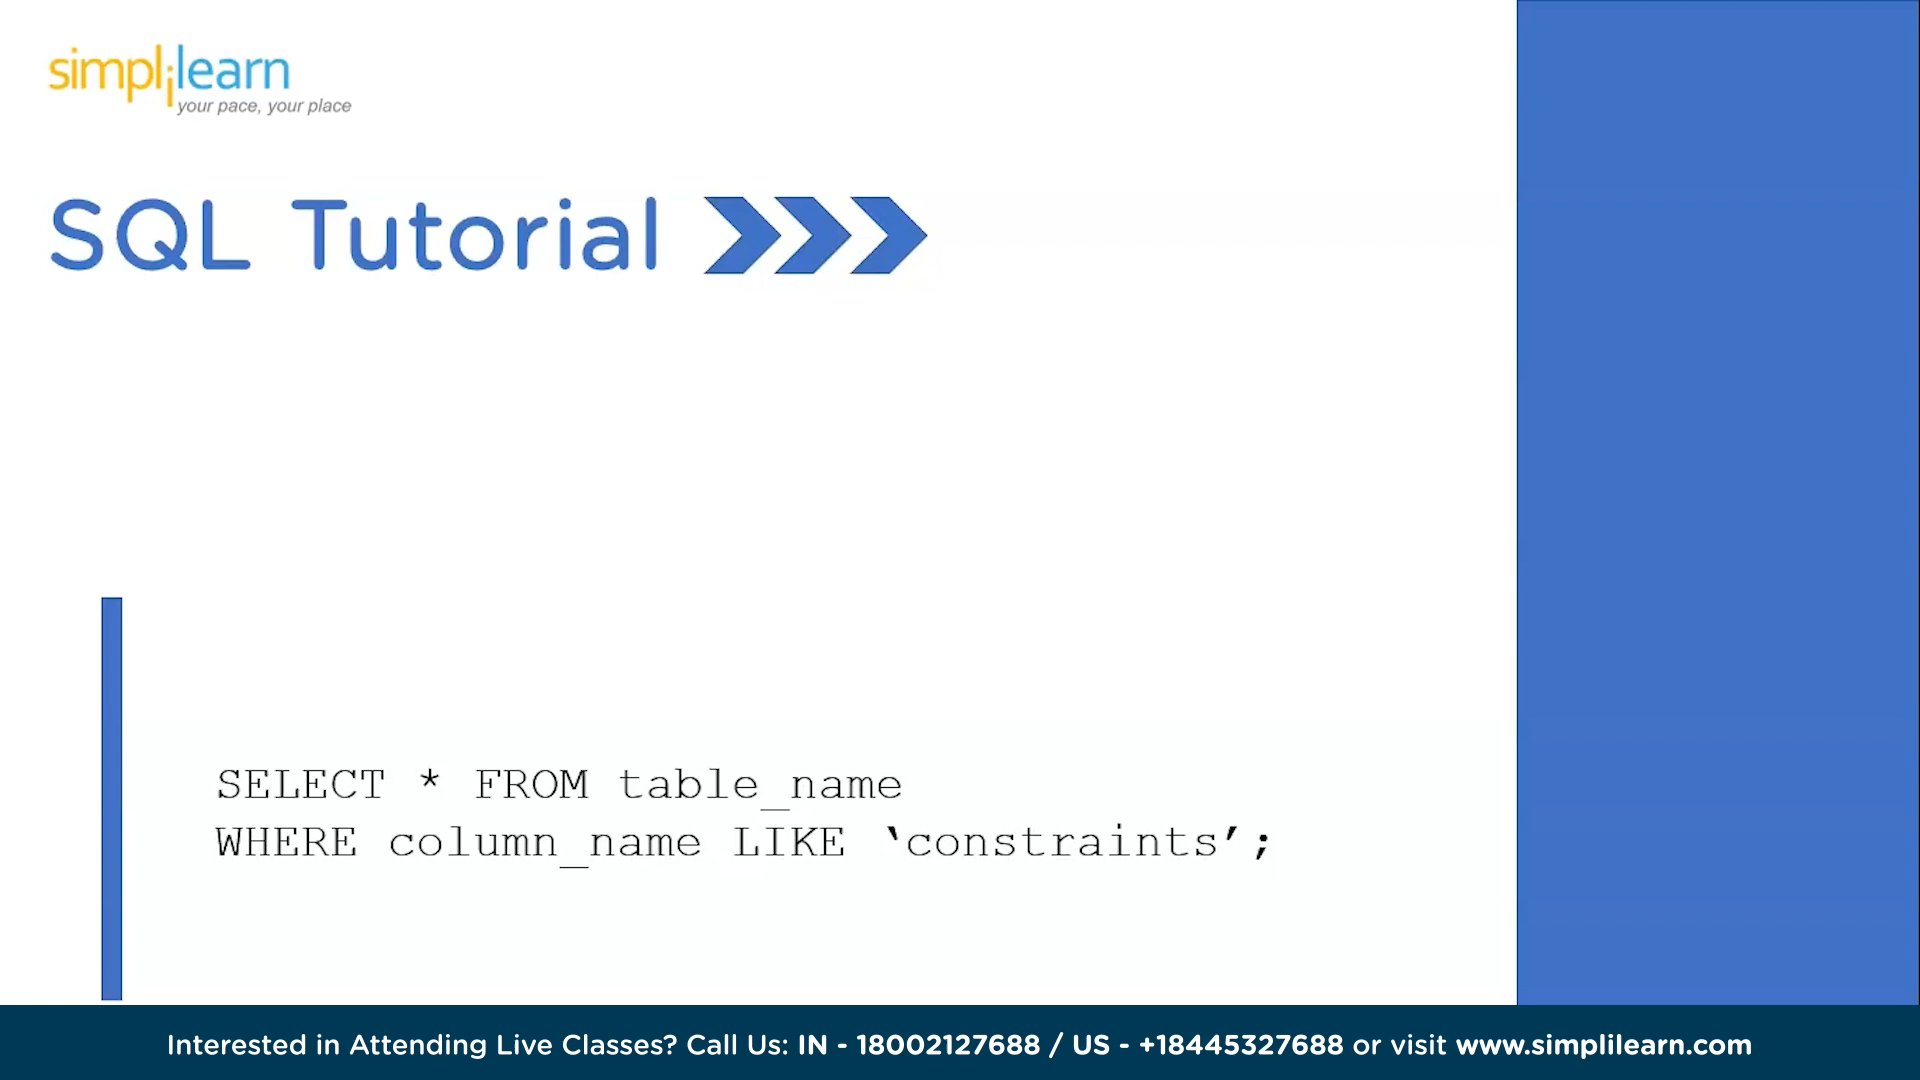 simplilearn
your pace, your place
SQL Tutorial
SELECT * FROM table_name
WHERE column_name LIKE ‘constraints’;
Interested in Attending Live Classes? Call Us: IN - 18002127688 / US - +18445327688 or visit www.simplilearn.com